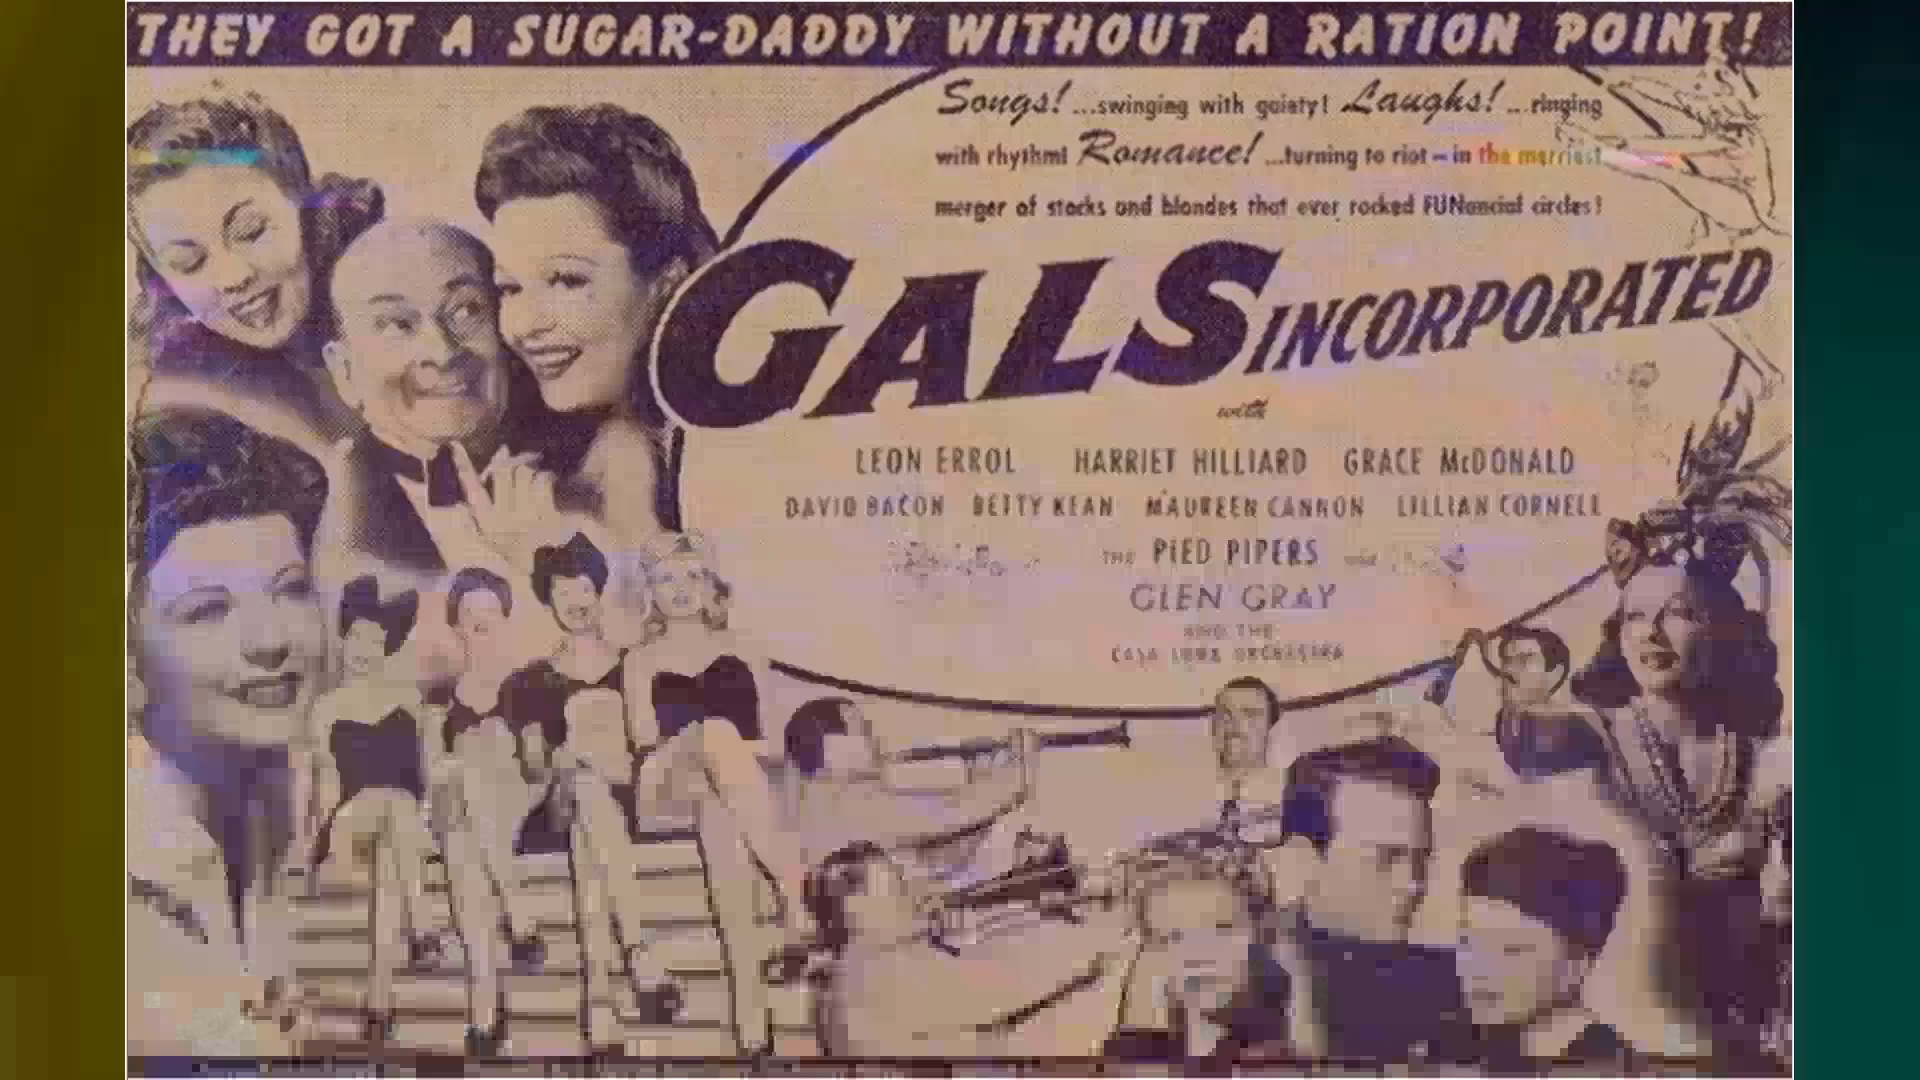 THEY GOT A SUGAR-DADDY WITHOUT A RATION POINT!
Songs! ...swinging with gaiety! Laughs! ...ringing
with rhythm! Romance! ...turning to riot – in the merriest
merger of stocks and blondes that ever rocked FUNancial circles!
GALS INCORPORATED
with
LEON ERROL HARRIET HILLIARD GRACE McDONALD
DAVID BACON BETTY KEAN MAUREEN CANNON LILLIAN CORNELL
THE PIED PIPERS
GLEN GRAY
AND THE
CASA LOMA ORCHESTRA